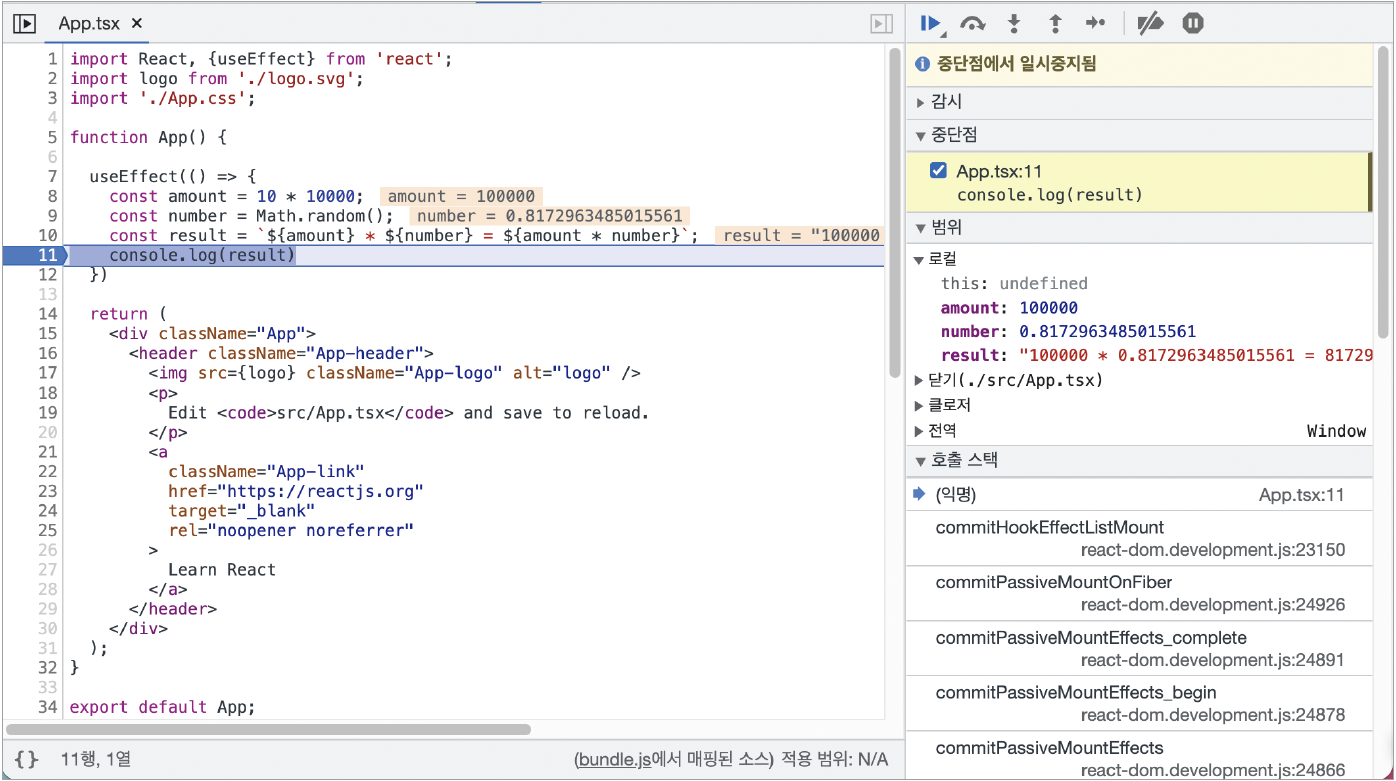 App.tsx ×
1 import React, {useEffect} from 'react';
2 import logo from './logo.svg';
3 import './App.css';
4
5 function App() {
6
7 useEffect(() => {
8 const amount = 10 * 10000; amount = 100000
9 const number = Math.random(); number = 0.8172963485015561
10 const result = `${amount} * ${number} = ${amount * number}`; result = "100000
11 console.log(result)
12 })
13
14 return (
15 <div className="App">
16 <header className="App-header">
17 <img src={logo} className="App-logo" alt="logo" />
18 <p>
19 Edit <code>src/App.tsx</code> and save to reload.
20 </p>
21 <a
22 className="App-link"
23 href="https://reactjs.org"
24 target="_blank"
25 rel="noopener noreferrer"
26 >
27 Learn React
28 </a>
29 </header>
30 </div>
31 );
32 }
33
34 export default App;
{} 11행, 1열
(bundle.js에서 매핑된 소스) 적용 범위: N/A
중단점에서 일시중지됨
감시
중단점
App.tsx:11
console.log(result)
범위
로컬
this: undefined
amount: 100000
number: 0.8172963485015561
result: "100000 * 0.8172963485015561 = 81729
닫기(./src/App.tsx)
클로저
전역 Window
호출 스택
(익명) App.tsx:11
commitHookEffectListMount
react-dom.development.js:23150
commitPassiveMountOnFiber
react-dom.development.js:24926
commitPassiveMountEffects_complete
react-dom.development.js:24891
commitPassiveMountEffects_begin
react-dom.development.js:24878
commitPassiveMountEffects
react-dom.development.js:24866